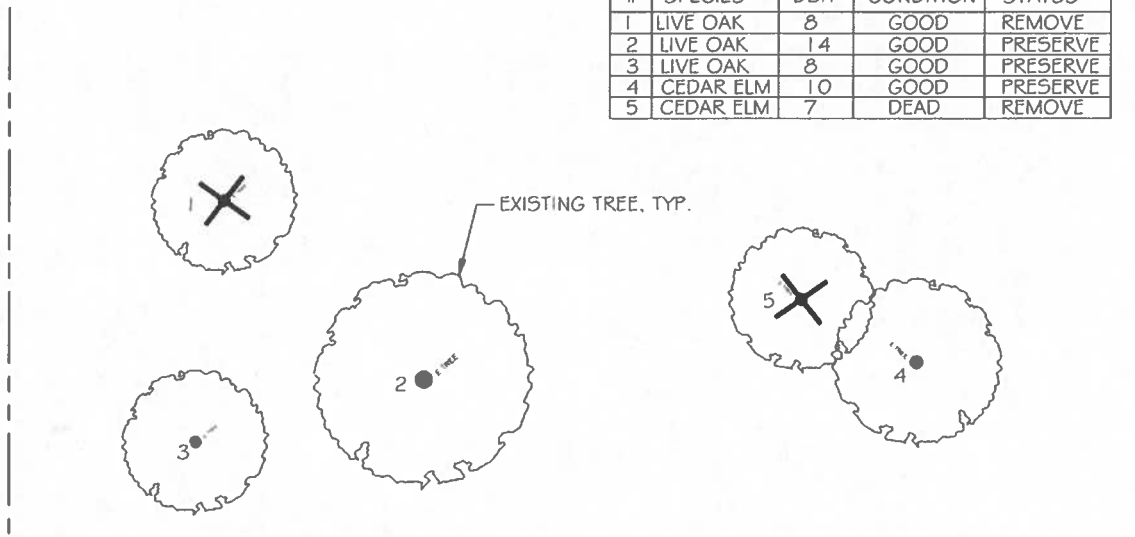 # SPECIES DBH CONDITION STATUS
1 LIVE OAK 8 GOOD REMOVE
2 LIVE OAK 14 GOOD PRESERVE
3 LIVE OAK 8 GOOD PRESERVE
4 CEDAR ELM 10 GOOD PRESERVE
5 CEDAR ELM 7 DEAD REMOVE
1
EXISTING TREE, TYP.
5
2 E. TREE
4
3